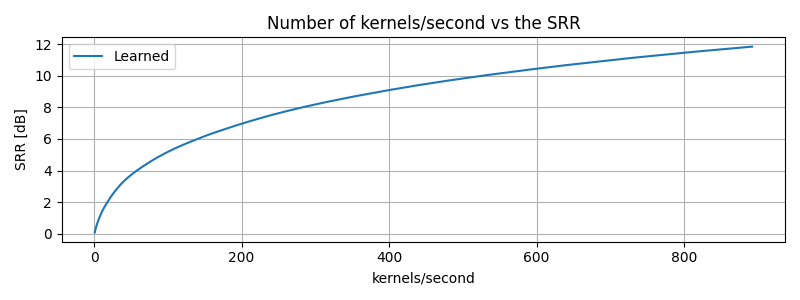 Number of kernels/second vs the SRR
Learned
SRR [dB]
12
10
8
6
4
2
0
0 200 400 600 800
kernels/second